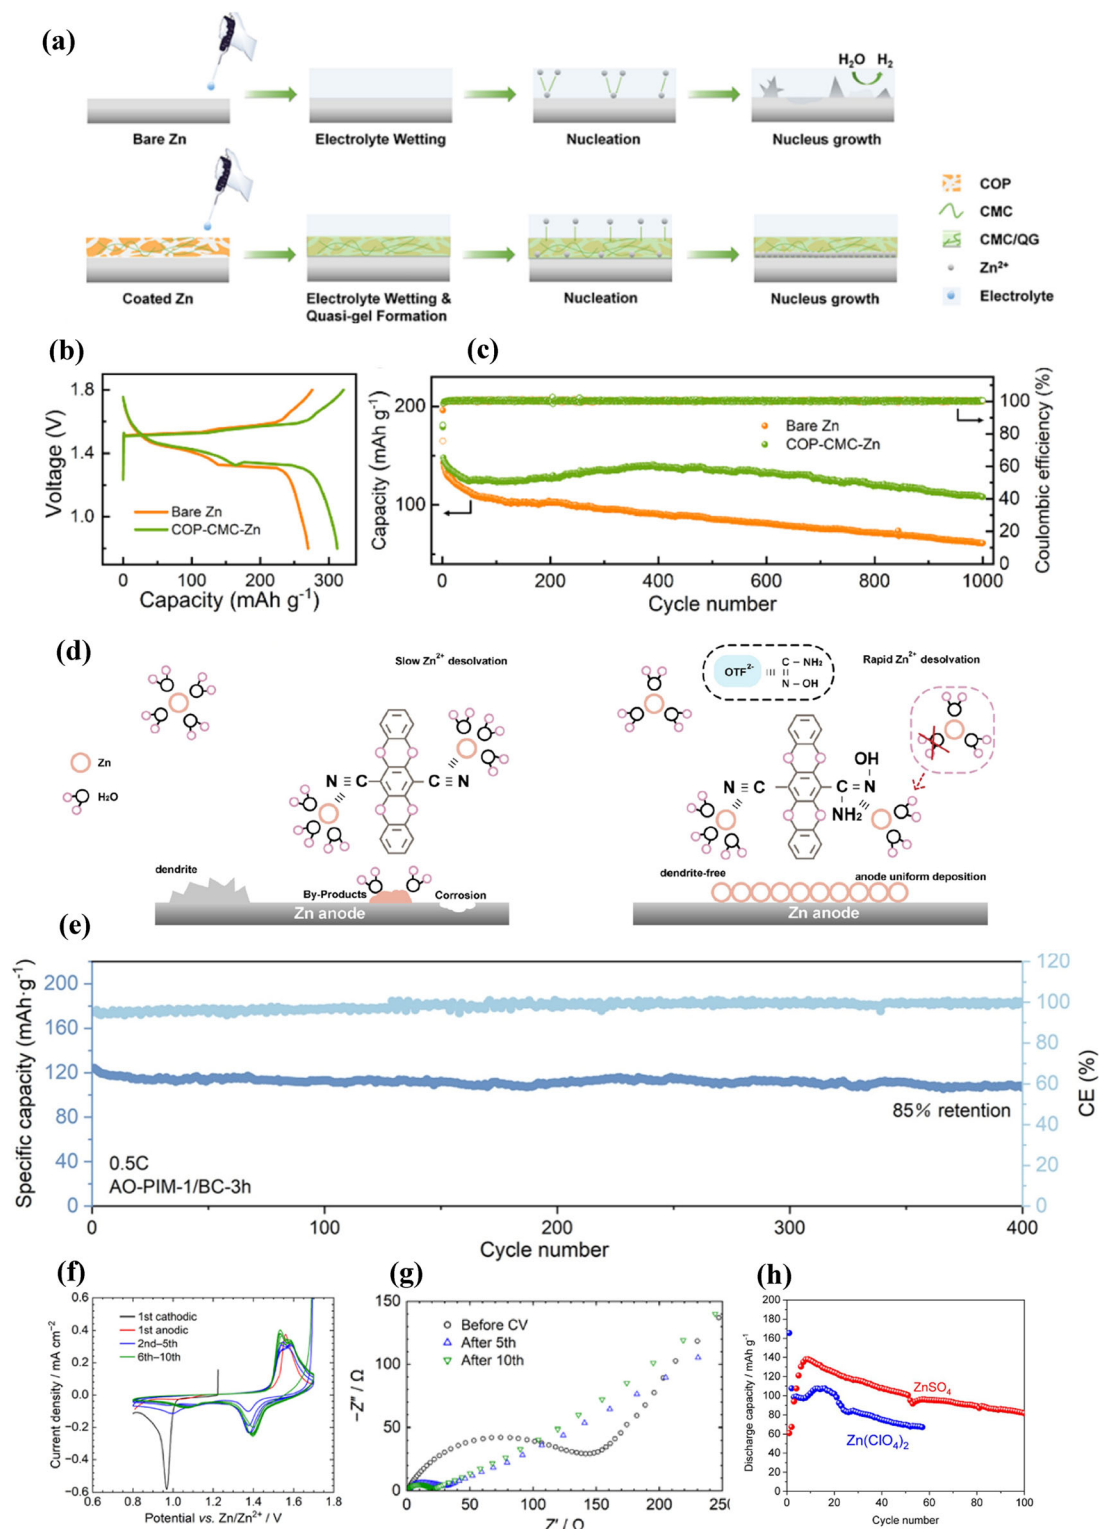 (a)
H₂O H₂
Bare Zn
Electrolyte Wetting
Nucleation
Nucleus growth
COP
CMC
CMC/QG
Zn²⁺
Electrolyte
Coated Zn
Electrolyte Wetting &
Quasi-gel Formation
Nucleation
Nucleus growth
(b)
Voltage (V)
1.8
1.4
1.0
Bare Zn
COP-CMC-Zn
0 100 200 300
Capacity (mAh g⁻¹)
(c)
Capacity (mAh g⁻¹)
200
100
Bare Zn
COP-CMC-Zn
100
80
60
40
20
0
Coulombic efficiency (%)
0 200 400 600 800 1000
Cycle number
(d)
Slow Zn²⁺ desolvation
Zn
H₂O
N≡C
C≡N
dendrite
By-Products
Corrosion
Zn anode
OTF²⁻
C – NH₂
N – OH
Rapid Zn²⁺ desolvation
OH
N≡C
C=N
NH₂
dendrite-free
anode uniform deposition
Zn anode
(e)
Specific capacity (mAh·g⁻¹)
220
180
160
120
80
40
0
120
100
80
60
40
20
0
CE (%)
85% retention
0.5C
AO-PIM-1/BC-3h
0 100 200 300 400
Cycle number
(f)
Current density / mA cm⁻²
0.6
0.4
0.2
0.0
−0.2
−0.4
−0.6
1st cathodic
1st anodic
2nd–5th
6th–10th
0.6 0.8 1.0 1.2 1.4 1.6 1.8
Potential vs. Zn/Zn²⁺ / V
(g)
−Z″ / Ω
150
100
50
0
Before CV
After 5th
After 10th
0 50 100 150 200 250
Z′ / Ω
(h)
Discharge capacity / mAh g⁻¹
200
180
160
140
120
100
80
60
40
20
0
ZnSO₄
Zn(ClO₄)₂
0 20 40 60 80 100
Cycle number